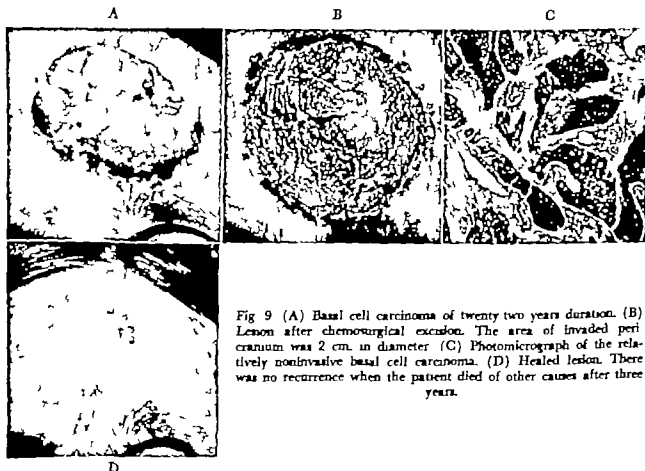 A B C
Fig 9 (A) Basal cell carcinoma of twenty two years duration. (B)
Lesion after chemosurgical excision. The area of invaded peri
cranium was 2 cm. in diameter (C) Photomicrograph of the rela-
tively noninvasive basal cell carcinoma. (D) Healed lesion. There
was no recurrence when the patient died of other causes after three
years.
D